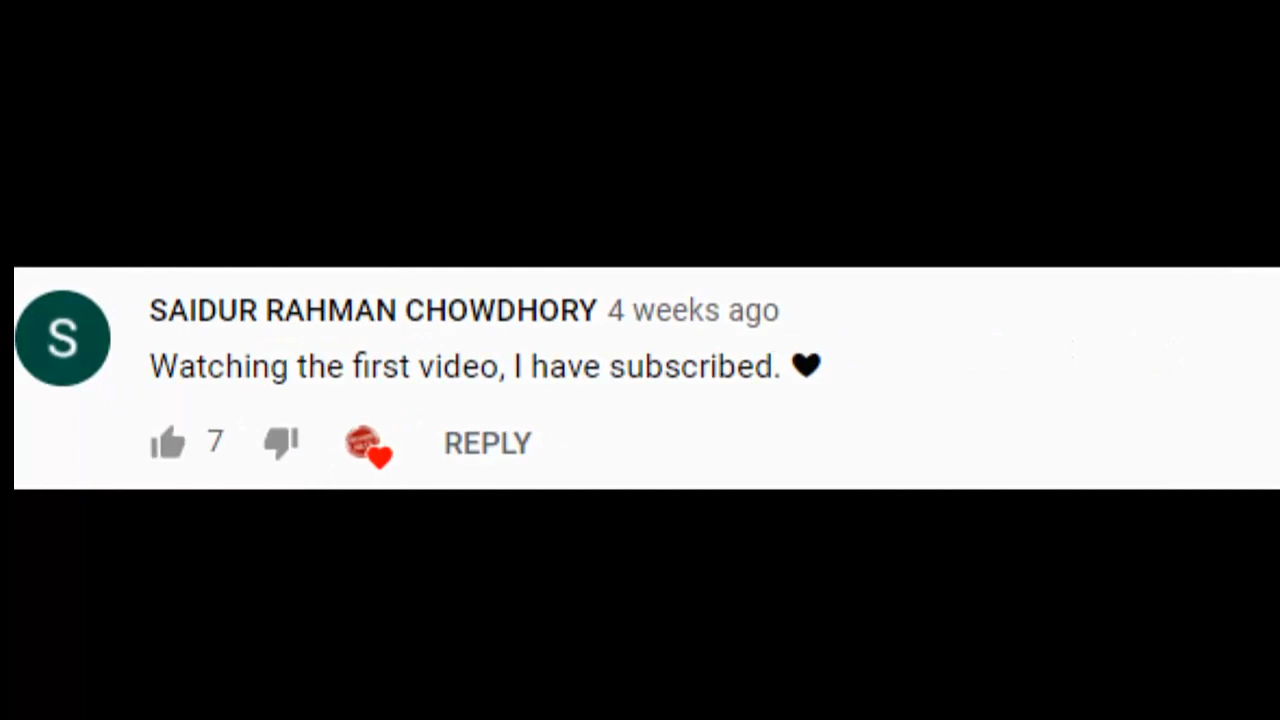 S
SAIDUR RAHMAN CHOWDHORY 4 weeks ago
Watching the first video, I have subscribed. 🖤
7 REPLY